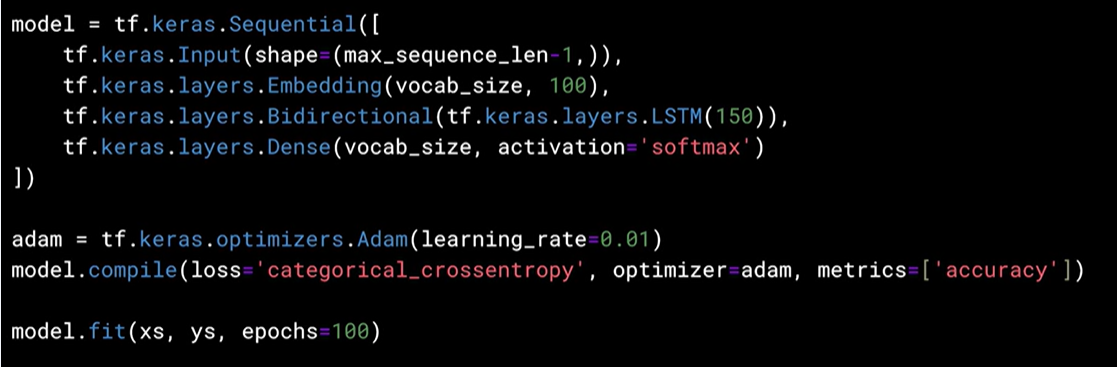 model = tf.keras.Sequential([
    tf.keras.Input(shape=(max_sequence_len-1,)),
    tf.keras.layers.Embedding(vocab_size, 100),
    tf.keras.layers.Bidirectional(tf.keras.layers.LSTM(150)),
    tf.keras.layers.Dense(vocab_size, activation='softmax')
])

adam = tf.keras.optimizers.Adam(learning_rate=0.01)
model.compile(loss='categorical_crossentropy', optimizer=adam, metrics=['accuracy'])

model.fit(xs, ys, epochs=100)